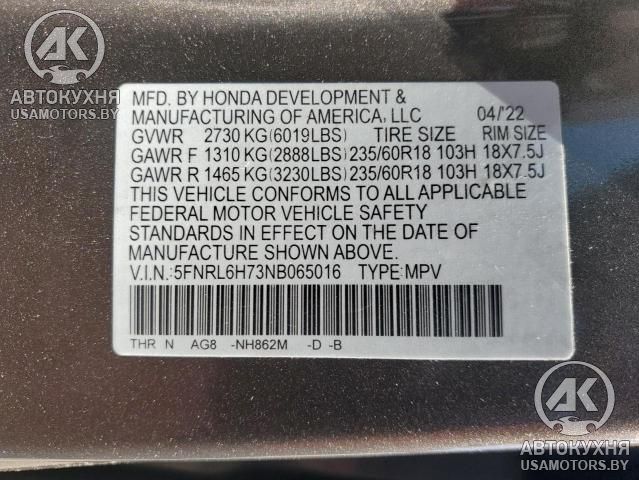 АК
АВТОКУХНЯ
USAMOTORS.BY
MFD. BY HONDA DEVELOPMENT &
MANUFACTURING OF AMERICA, LLC 04/'22
GVWR 2730 KG(6019LBS) TIRE SIZE RIM SIZE
GAWR F 1310 KG(2888LBS) 235/60R18 103H 18X7.5J
GAWR R 1465 KG(3230LBS) 235/60R18 103H 18X7.5J
THIS VEHICLE CONFORMS TO ALL APPLICABLE
FEDERAL MOTOR VEHICLE SAFETY
STANDARDS IN EFFECT ON THE DATE OF
MANUFACTURE SHOWN ABOVE.
V.I.N.:5FNRL6H73NB065016 TYPE:MPV
THR N AG8 -NH862M -D -B
АК
АВТОКУХНЯ
USAMOTORS.BY